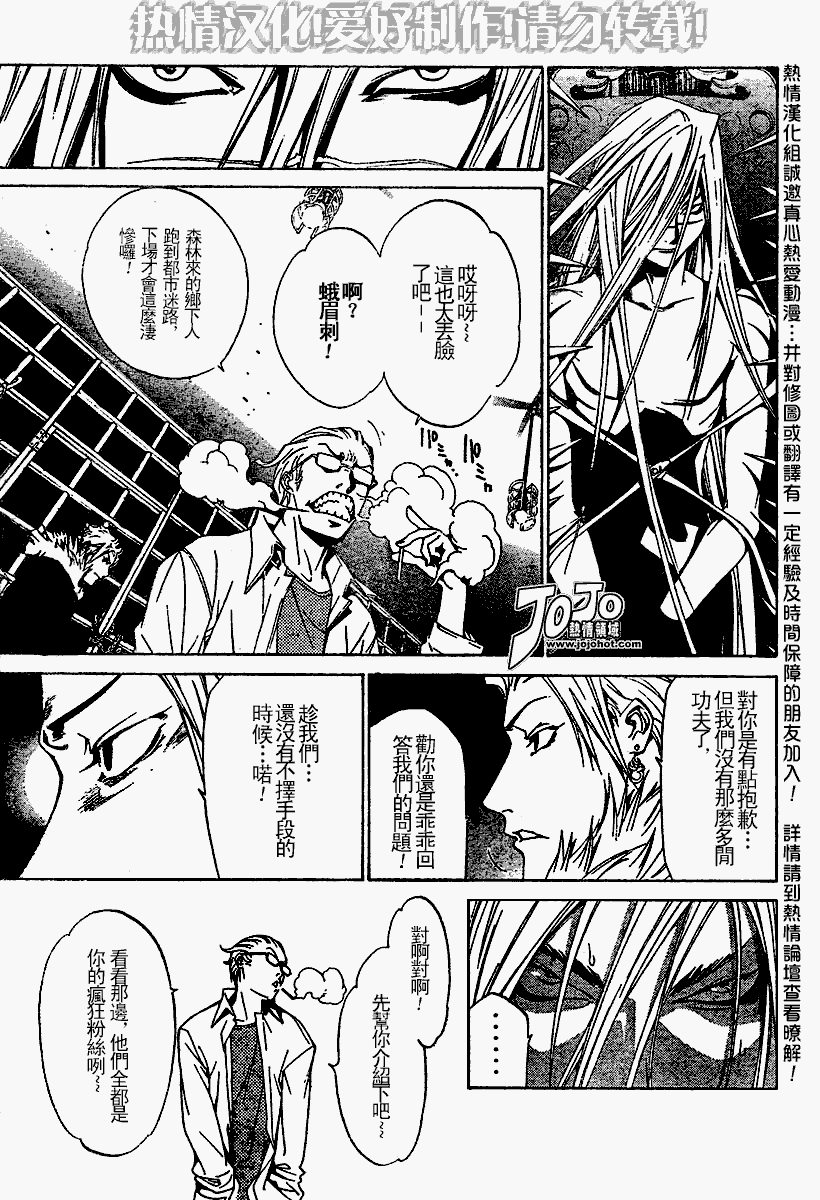 热情汉化!爱好制作!请勿转载!
熱情漢化組誠邀真心熱愛動漫…并對修圖或翻譯有一定經驗及時間保障的朋友加入！ 詳情請到熱情論壇查看暸解！
哎呀呀~
這也太丟臉
了吧––
啊？
蛾眉刺！
森林來的鄉下人
跑到都市迷路，
下場才會這麼淒
慘囉！
JOJO
熱情領域
www.jojohot.com
對你是有點抱歉…
但我們沒有那麼多閒
功夫了，
勸你還是乖乖回
答我們的問題！
趁我們…
還沒有不擇手段的
時候…喏！
……
對啊對啊！
先幫你介紹下吧~
看看那邊，他們全都是
你的瘋狂粉絲咧~